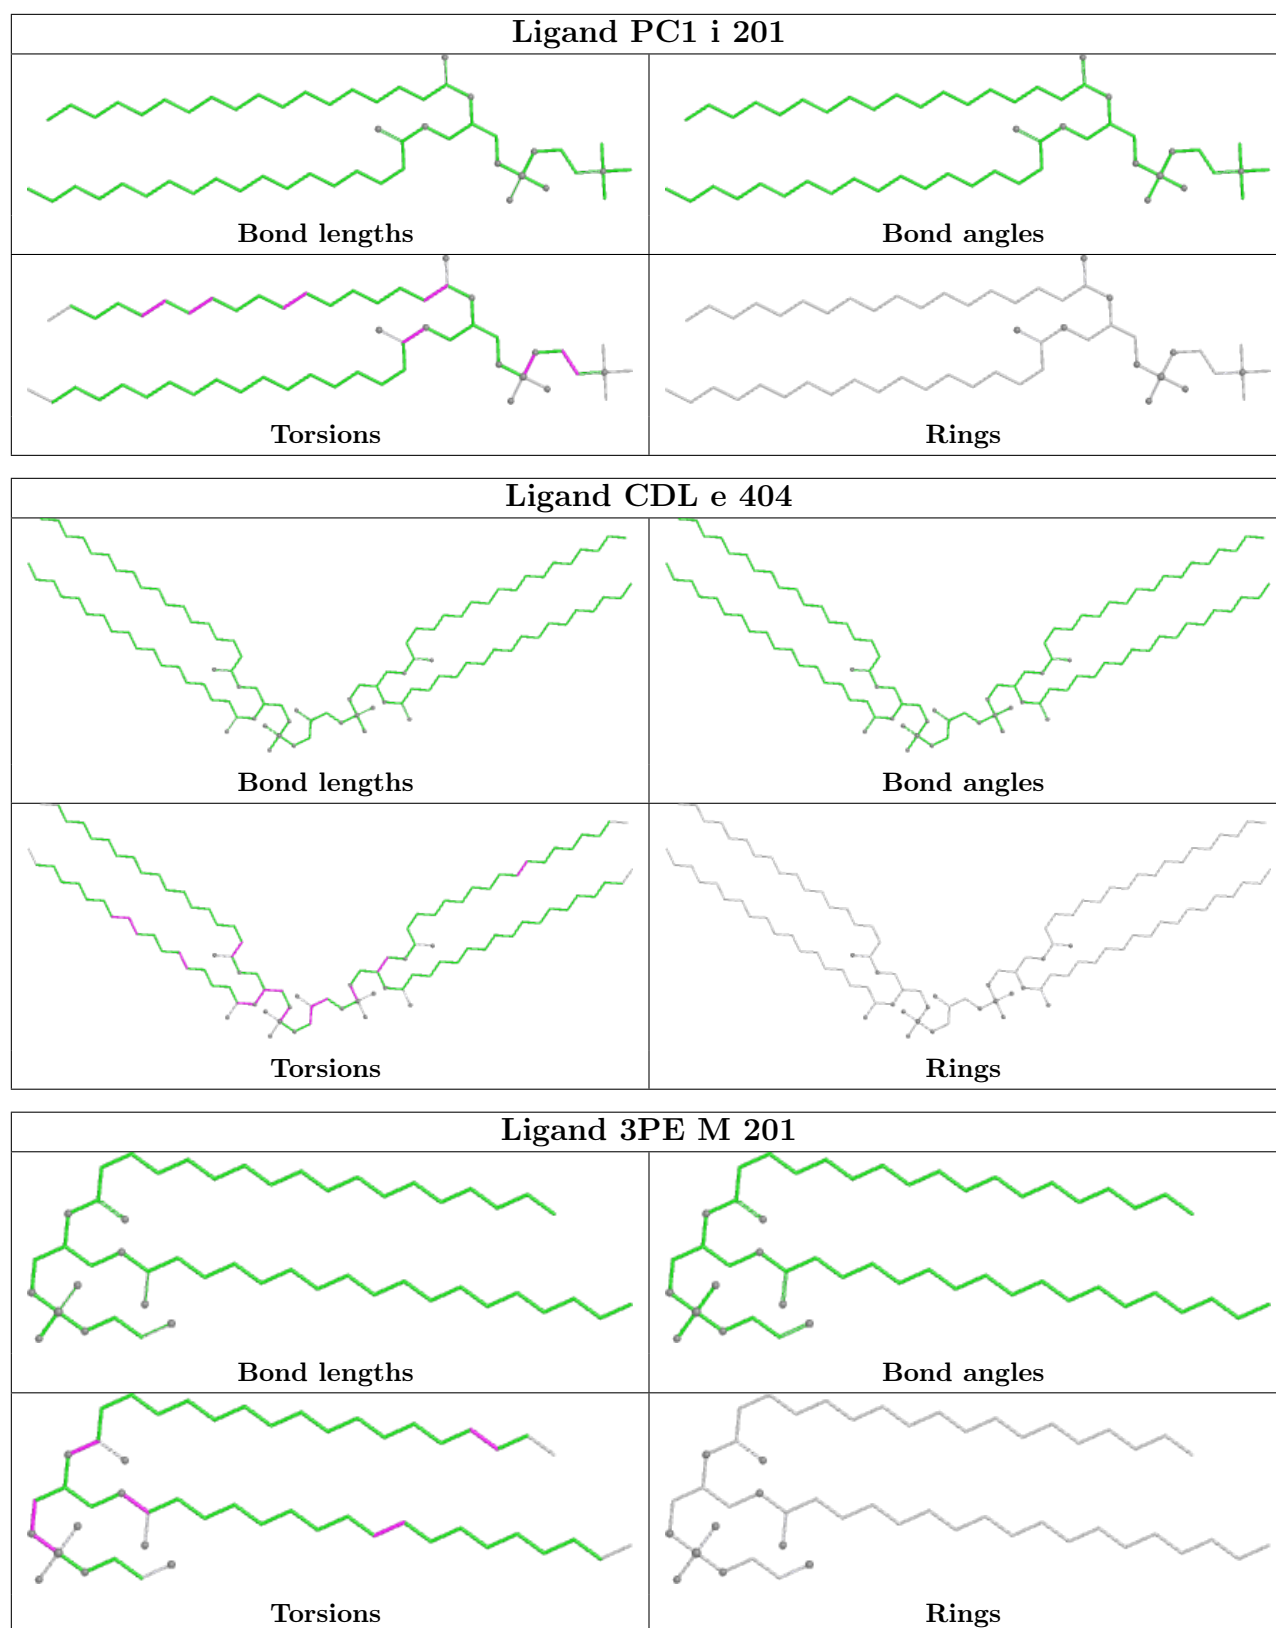 Ligand PC1 i 201
Bond lengths
Bond angles
Torsions
Rings
Ligand CDL e 404
Bond lengths
Bond angles
Torsions
Rings
Ligand 3PE M 201
Bond lengths
Bond angles
Torsions
Rings